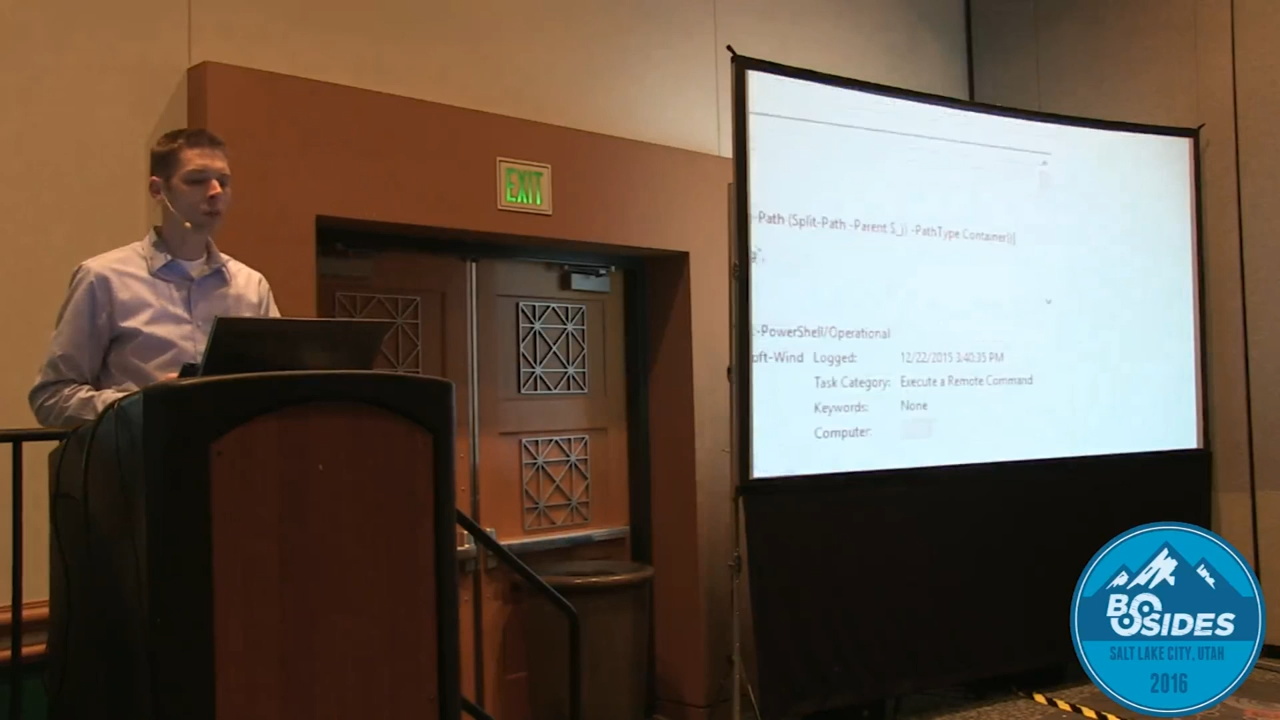 EXIT
-Path (Split-Path -Parent $_)) -PathType Container)}
-PowerShell/Operational
oft-Wind Logged: 12/22/2015 3:40:35 PM
Task Category: Execute a Remote Command
Keywords: None
Computer:
BSIDES
SALT LAKE CITY, UTAH
2016